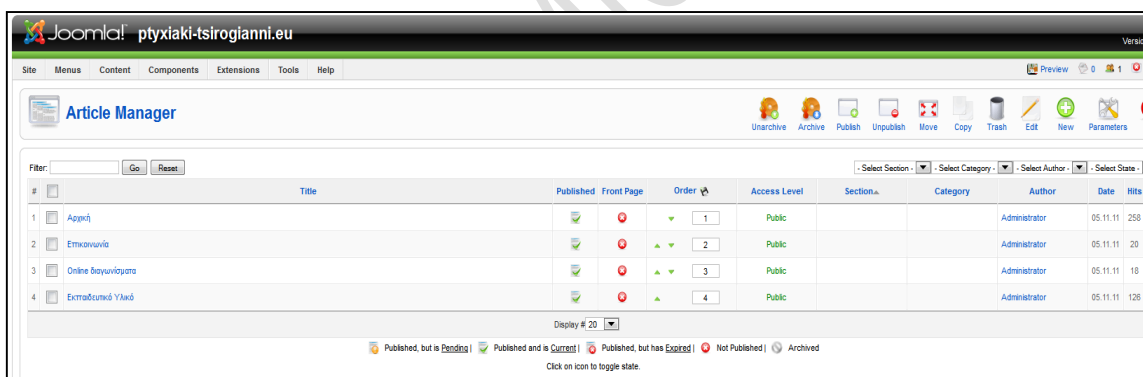 Joomla! ptyxiaki-tsirogianni.eu
Versio
Site Menus Content Components Extensions Tools Help Preview 0 1
Article Manager
Unarchive Archive Publish Unpublish Move Copy Trash Edit New Parameters
Filter: Go Reset - Select Section - - Select Category - - Select Author - - Select State -
# Title Published Front Page Order Access Level Section Category Author Date Hits
1 Αρχική 1 Public Administrator 05.11.11 258
2 Επικοινωνία 2 Public Administrator 05.11.11 20
3 Online διαγωνίσματα 3 Public Administrator 05.11.11 18
4 Εκπαιδευτικό Υλικό 4 Public Administrator 05.11.11 126
Display # 20
Published, but is Pending | Published and is Current | Published, but has Expired | Not Published | Archived
Click on icon to toggle state.